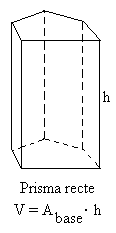 h
Prisma recte
V = A base · h